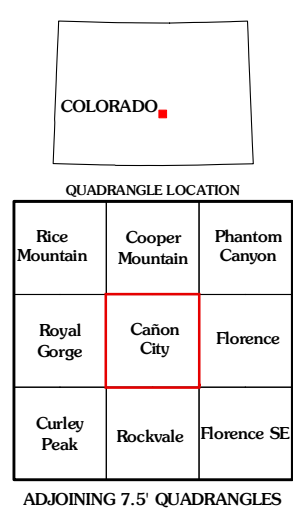 COLORADO
QUADRANGLE LOCATION
Rice
Mountain
Cooper
Mountain
Phantom
Canyon
Royal
Gorge
Cañon
City
Florence
Curley
Peak
Rockvale
Florence SE
ADJOINING 7.5' QUADRANGLES